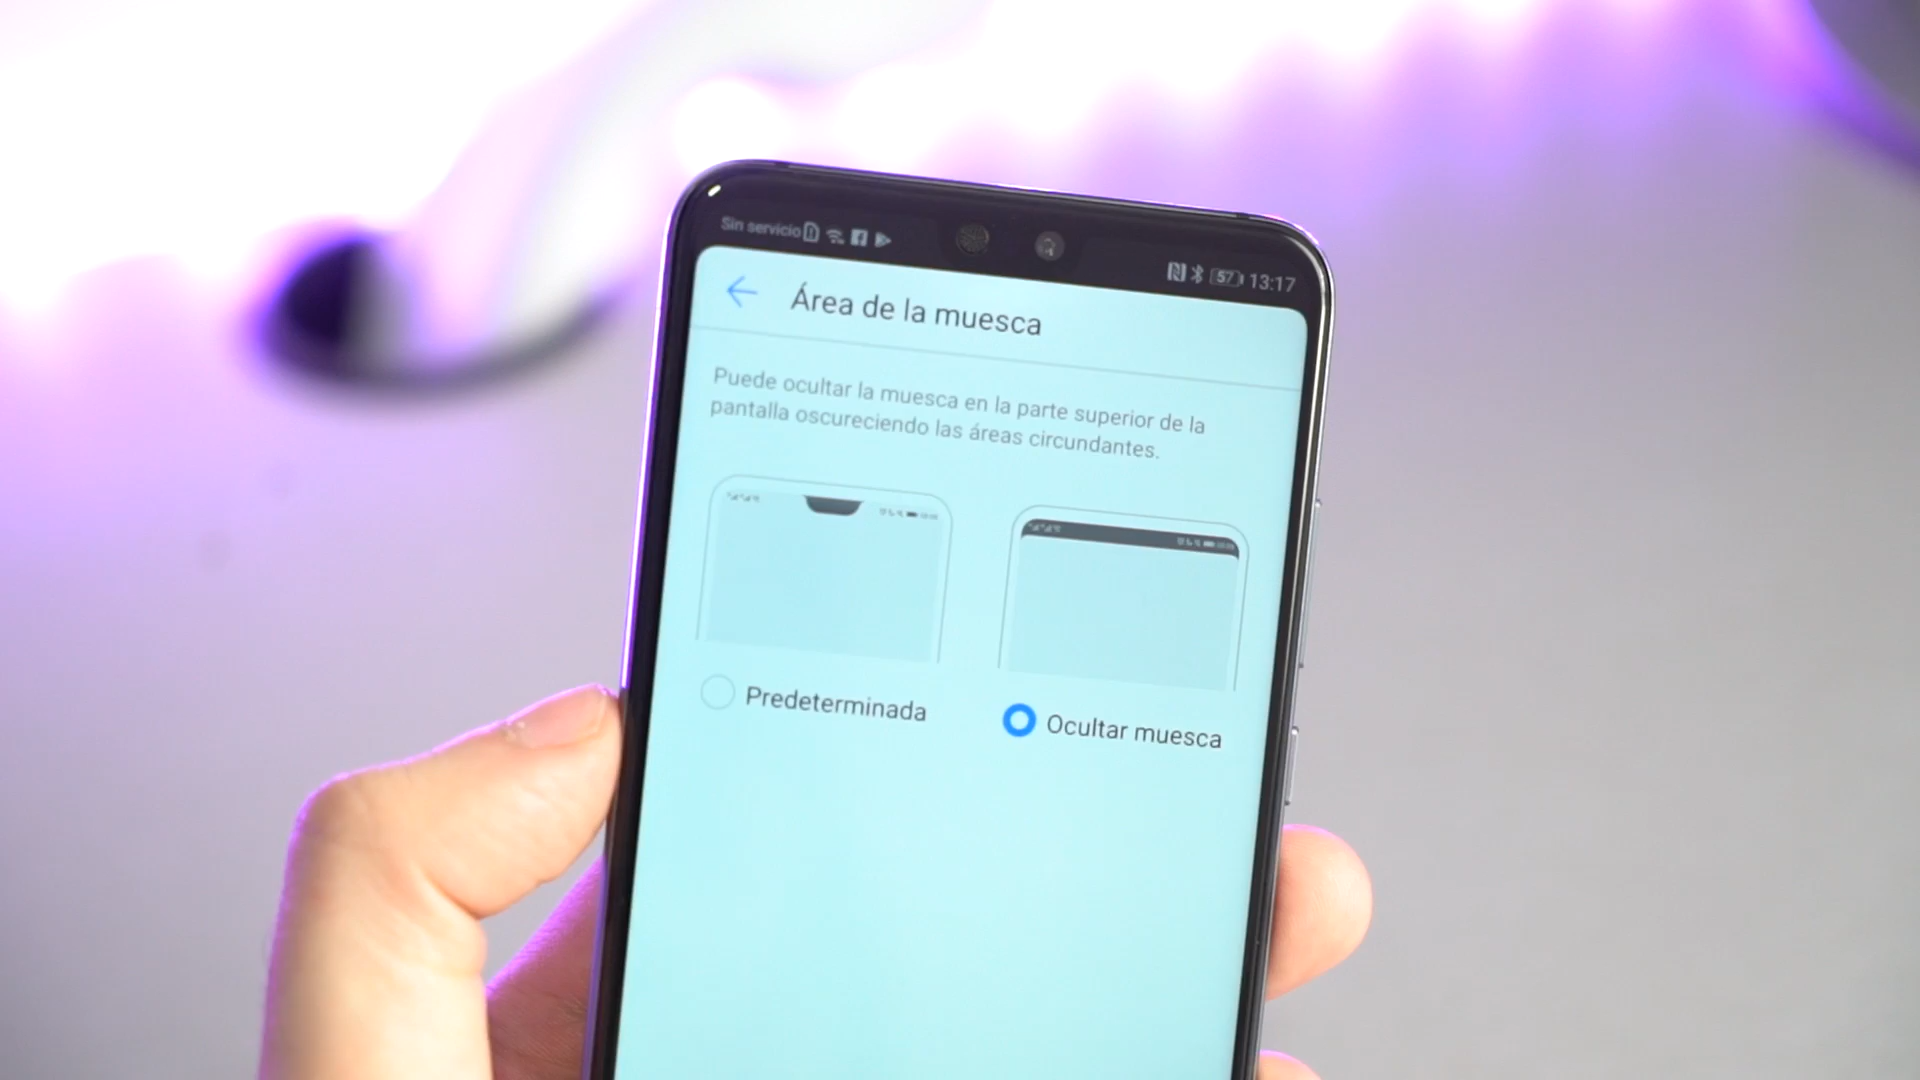 Sin servicio
57 13:17
Área de la muesca
Puede ocultar la muesca en la parte superior de la
pantalla oscureciendo las áreas circundantes.
Predeterminada
Ocultar muesca